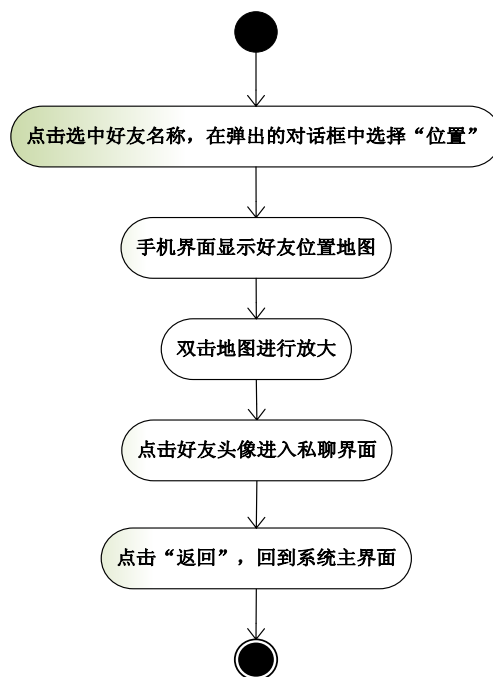 点击选中好友名称，在弹出的对话框中选择“位置”
手机界面显示好友位置地图
双击地图进行放大
点击好友头像进入私聊界面
点击“返回”，回到系统主界面